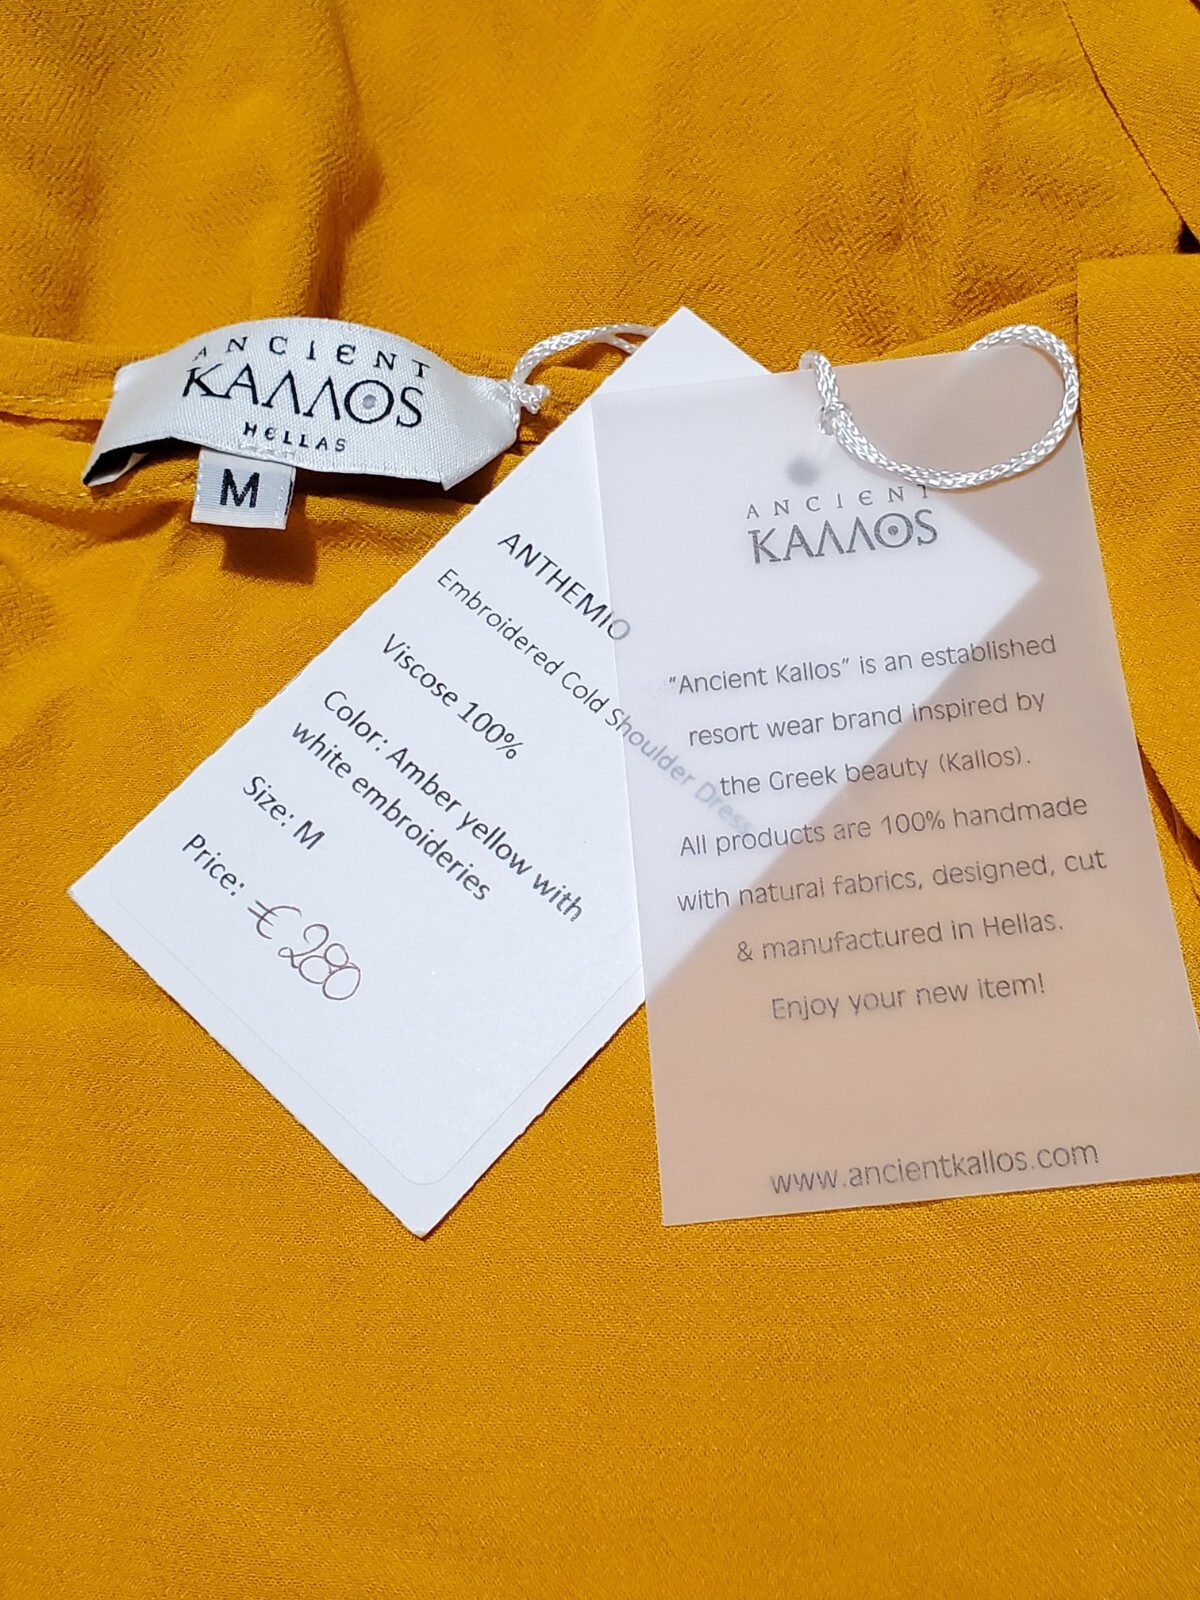 ANCIENT
ΚΑΛΛΟS
HELLAS
M
ANTHEMIO
Embroidered Cold Shoulder Dress
Viscose 100%
Color: Amber yellow with
white embroideries
Size: M
Price: € 280
ANCIENT
ΚΑΛΛΟS
"Ancient Kallos" is an established
resort wear brand inspired by
the Greek beauty (Kallos).
All products are 100% handmade
with natural fabrics, designed, cut
& manufactured in Hellas.
Enjoy your new item!
www.ancientkallos.com